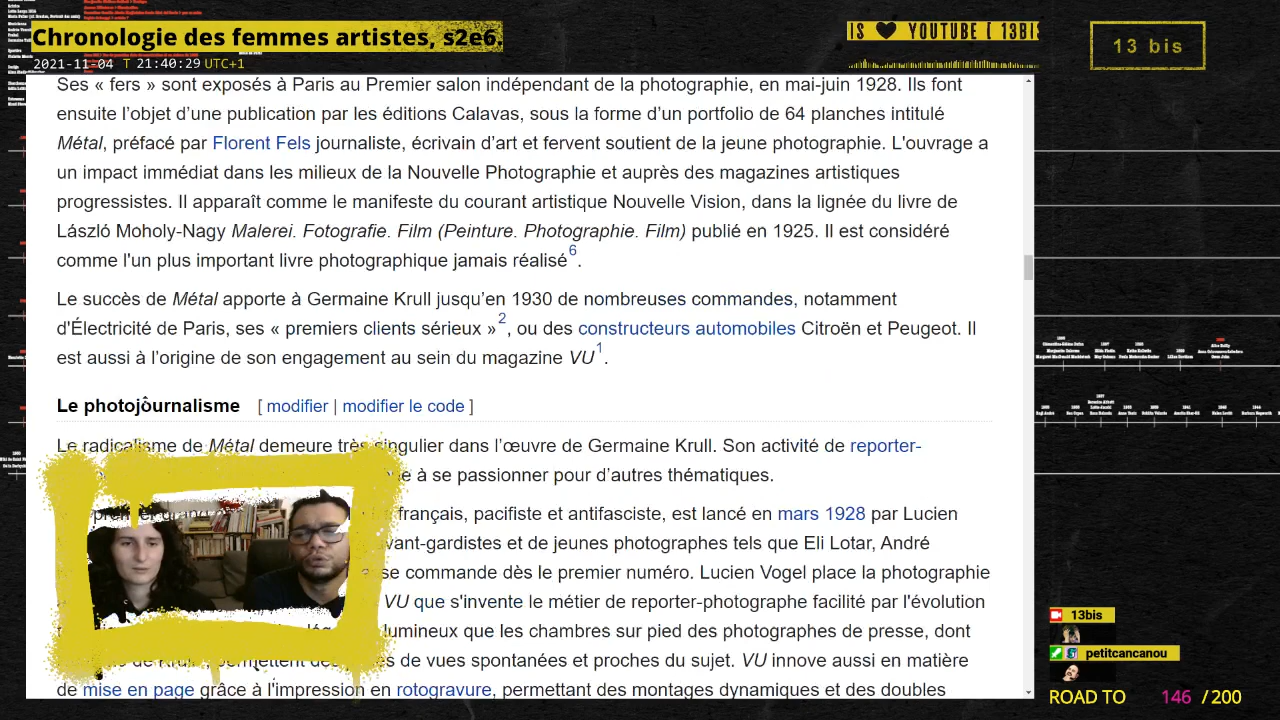 Chronologie des femmes artistes, s2e6.
2021-11-04 T 21:40:29 UTC+1
IS ❤ YOUTUBE [ 13BI
13 bis
Ses « fers » sont exposés à Paris au Premier salon indépendant de la photographie, en mai-juin 1928. Ils font
ensuite l’objet d’une publication par les éditions Calavas, sous la forme d’un portfolio de 64 planches intitulé
Métal, préfacé par Florent Fels journaliste, écrivain d’art et fervent soutient de la jeune photographie. L'ouvrage a
un impact immédiat dans les milieux de la Nouvelle Photographie et auprès des magazines artistiques
progressistes. Il apparaît comme le manifeste du courant artistique Nouvelle Vision, dans la lignée du livre de
László Moholy-Nagy Malerei. Fotografie. Film (Peinture. Photographie. Film) publié en 1925. Il est considéré
comme l'un plus important livre photographique jamais réalisé6.
Le succès de Métal apporte à Germaine Krull jusqu’en 1930 de nombreuses commandes, notamment
d'Électricité de Paris, ses « premiers clients sérieux »2, ou des constructeurs automobiles Citroën et Peugeot. Il
est aussi à l’origine de son engagement au sein du magazine VU1.
Le photojournalisme [ modifier | modifier le code ]
Le radicalisme de Métal demeure très singulier dans l’œuvre de Germaine Krull. Son activité de reporter-
à se passionner pour d’autres thématiques.
français, pacifiste et antifasciste, est lancé en mars 1928 par Lucien
vant-gardistes et de jeunes photographes tels que Eli Lotar, André
se commande dès le premier numéro. Lucien Vogel place la photographie
VU que s'invente le métier de reporter-photographe facilité par l'évolution
lumineux que les chambres sur pied des photographes de presse, dont
de vues spontanées et proches du sujet. VU innove aussi en matière
de mise en page grâce à l'impression en rotogravure, permettant des montages dynamiques et des doubles
13bis
petitcancanou
ROAD TO 146 / 200